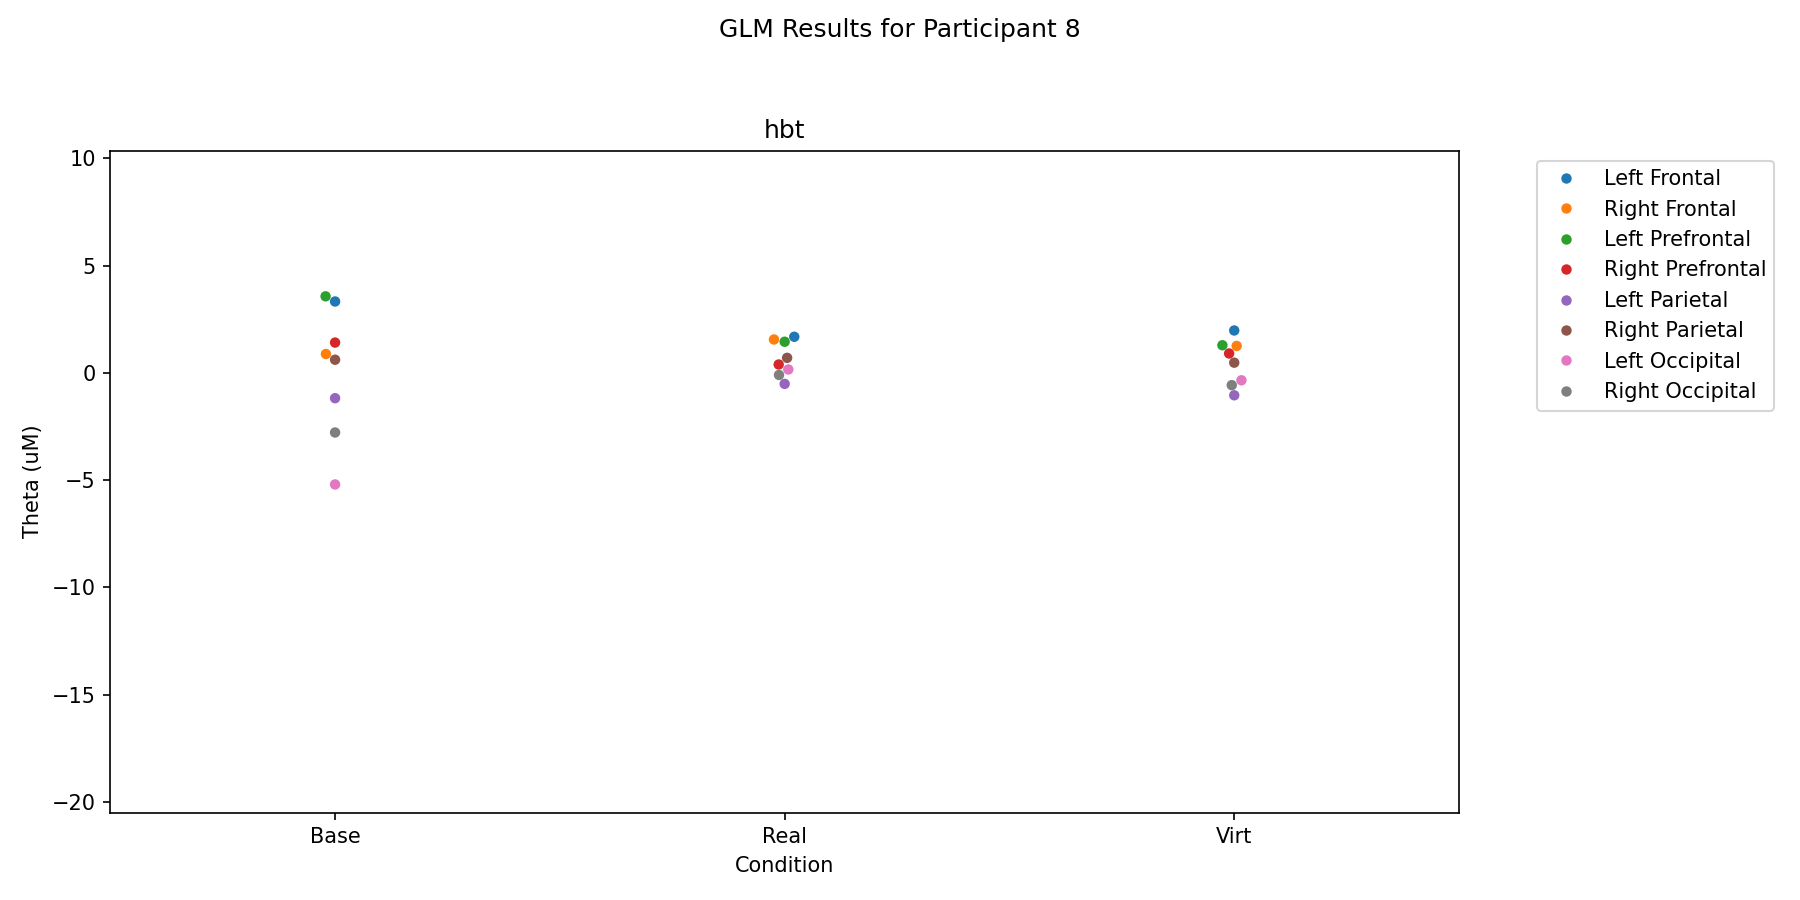 GLM Results for Participant 8
hbt
10
5
0
−5
−10
−15
−20
Theta (uM)
Base
Real
Virt
Condition
Left Frontal
Right Frontal
Left Prefrontal
Right Prefrontal
Left Parietal
Right Parietal
Left Occipital
Right Occipital